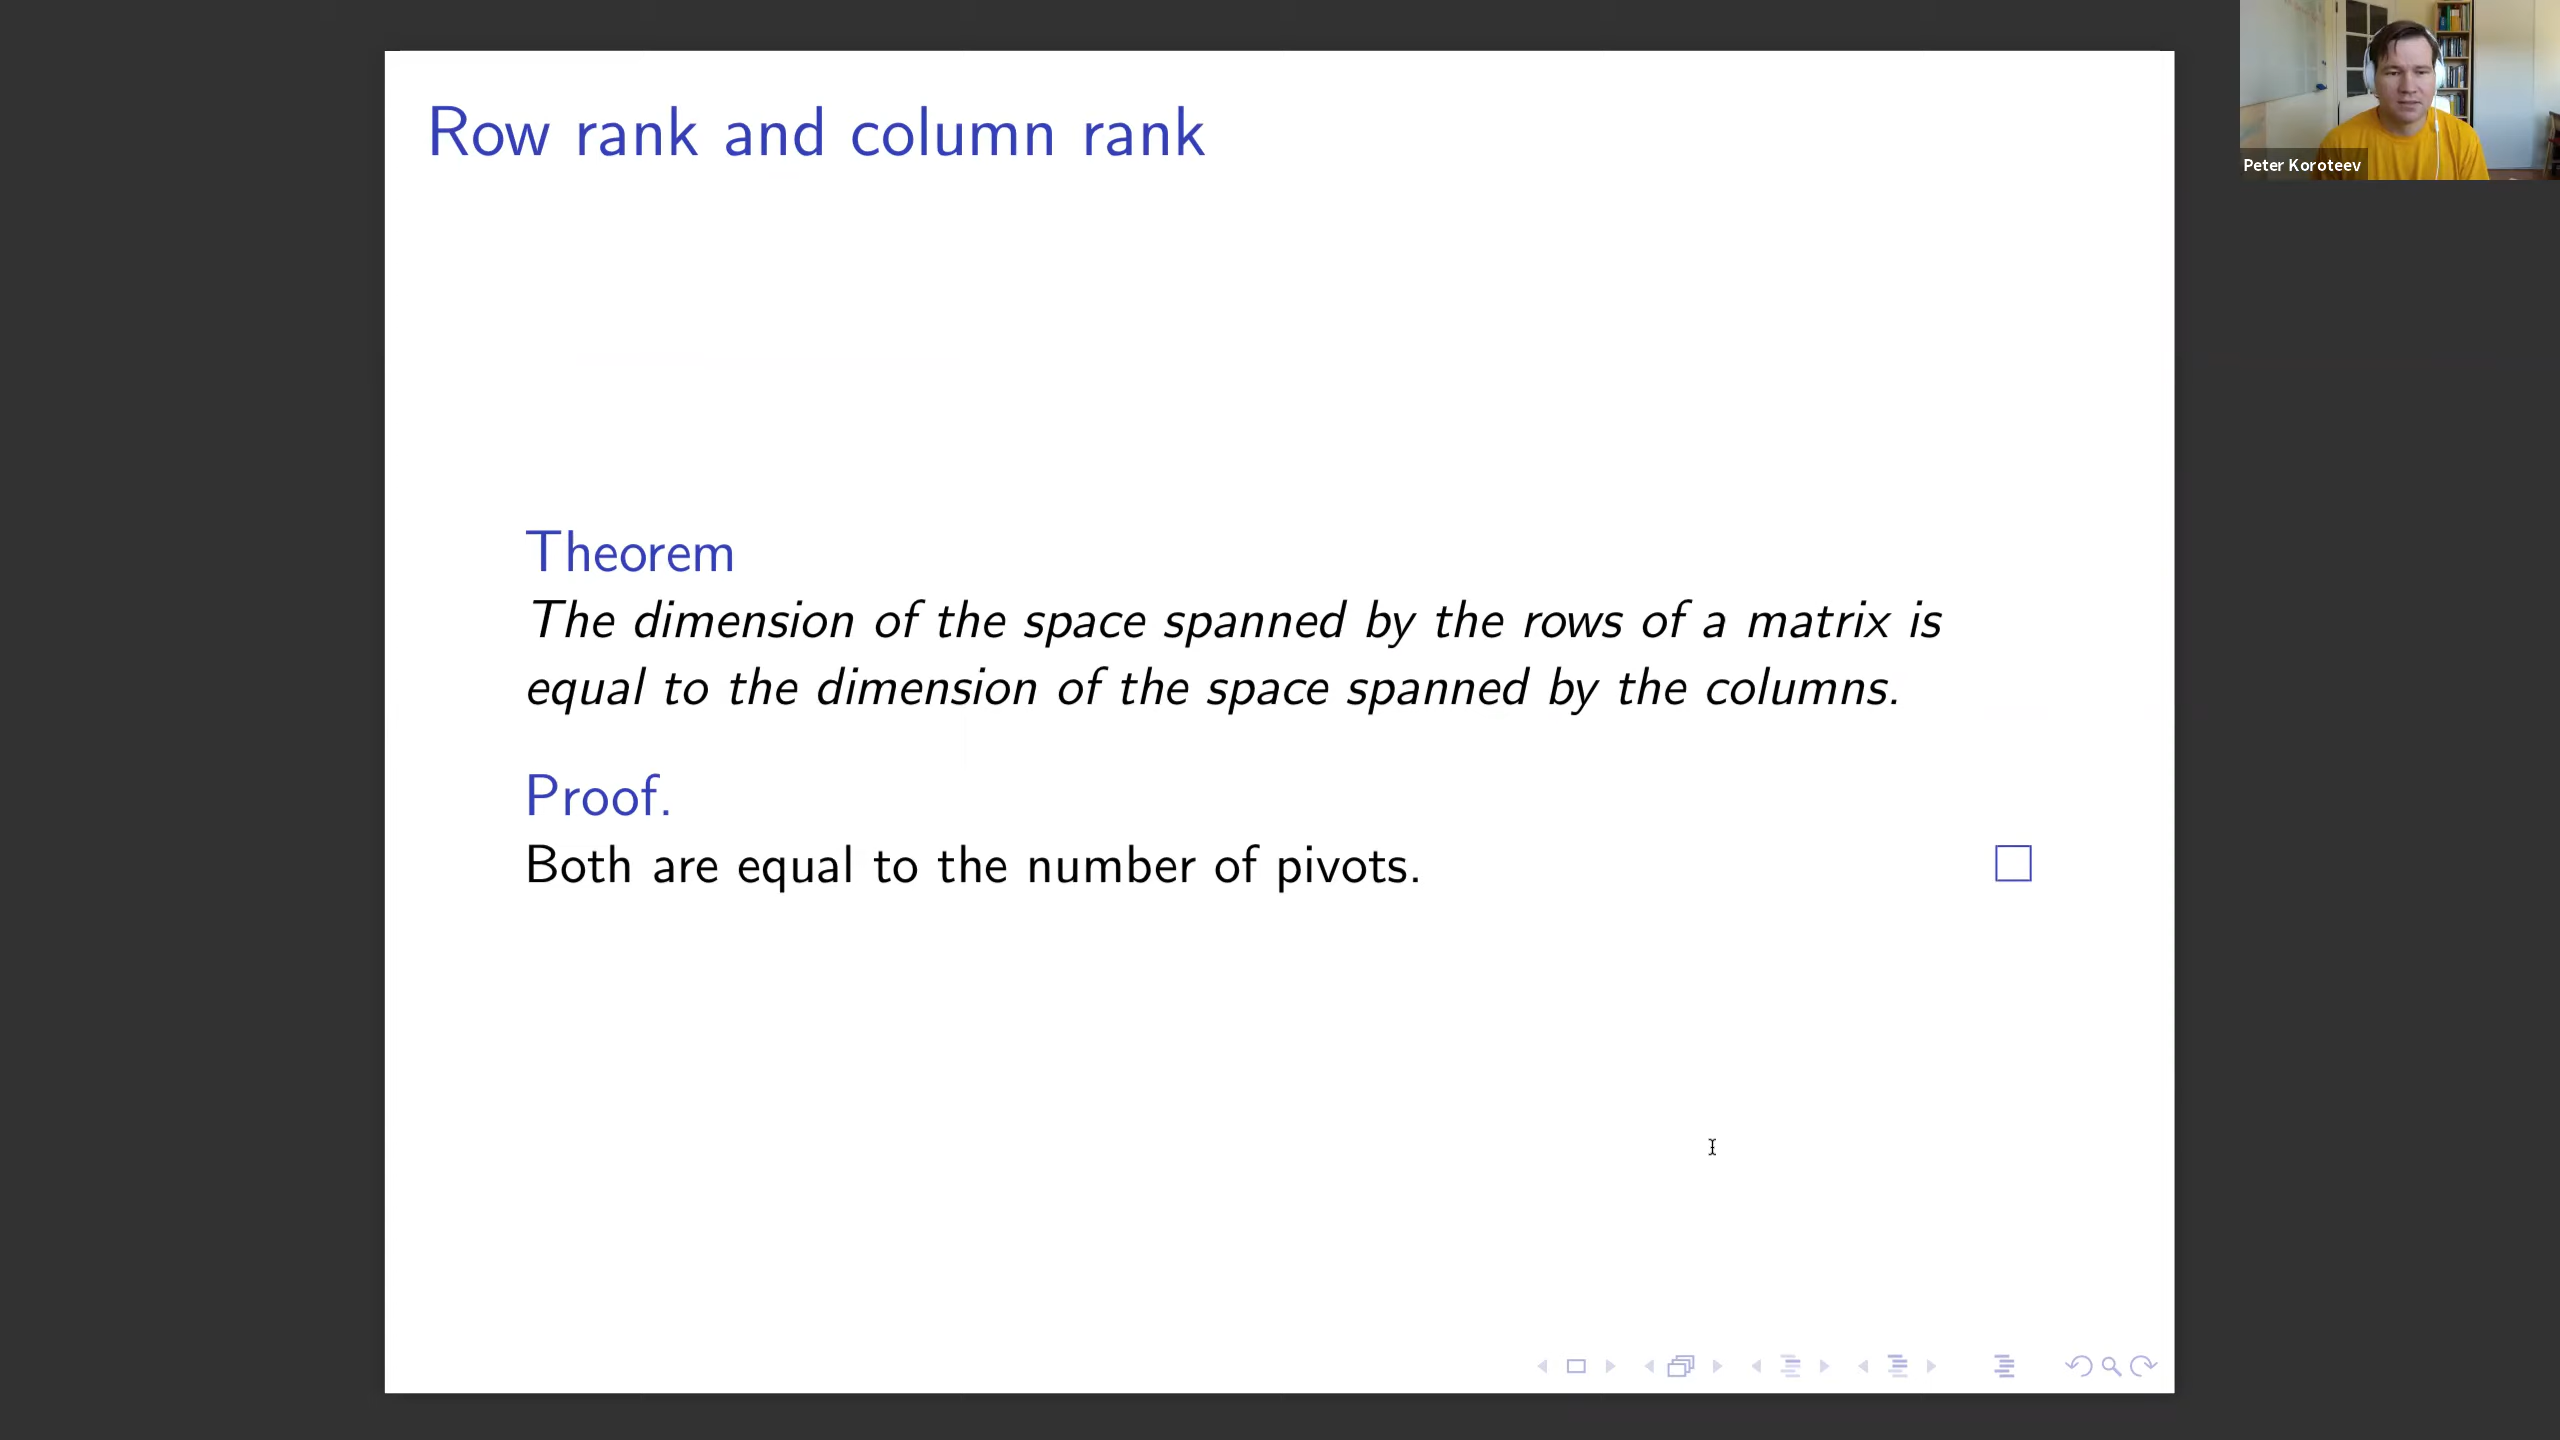 Row rank and column rank
Peter Koroteev
Theorem
The dimension of the space spanned by the rows of a matrix is
equal to the dimension of the space spanned by the columns.
Proof.
Both are equal to the number of pivots.